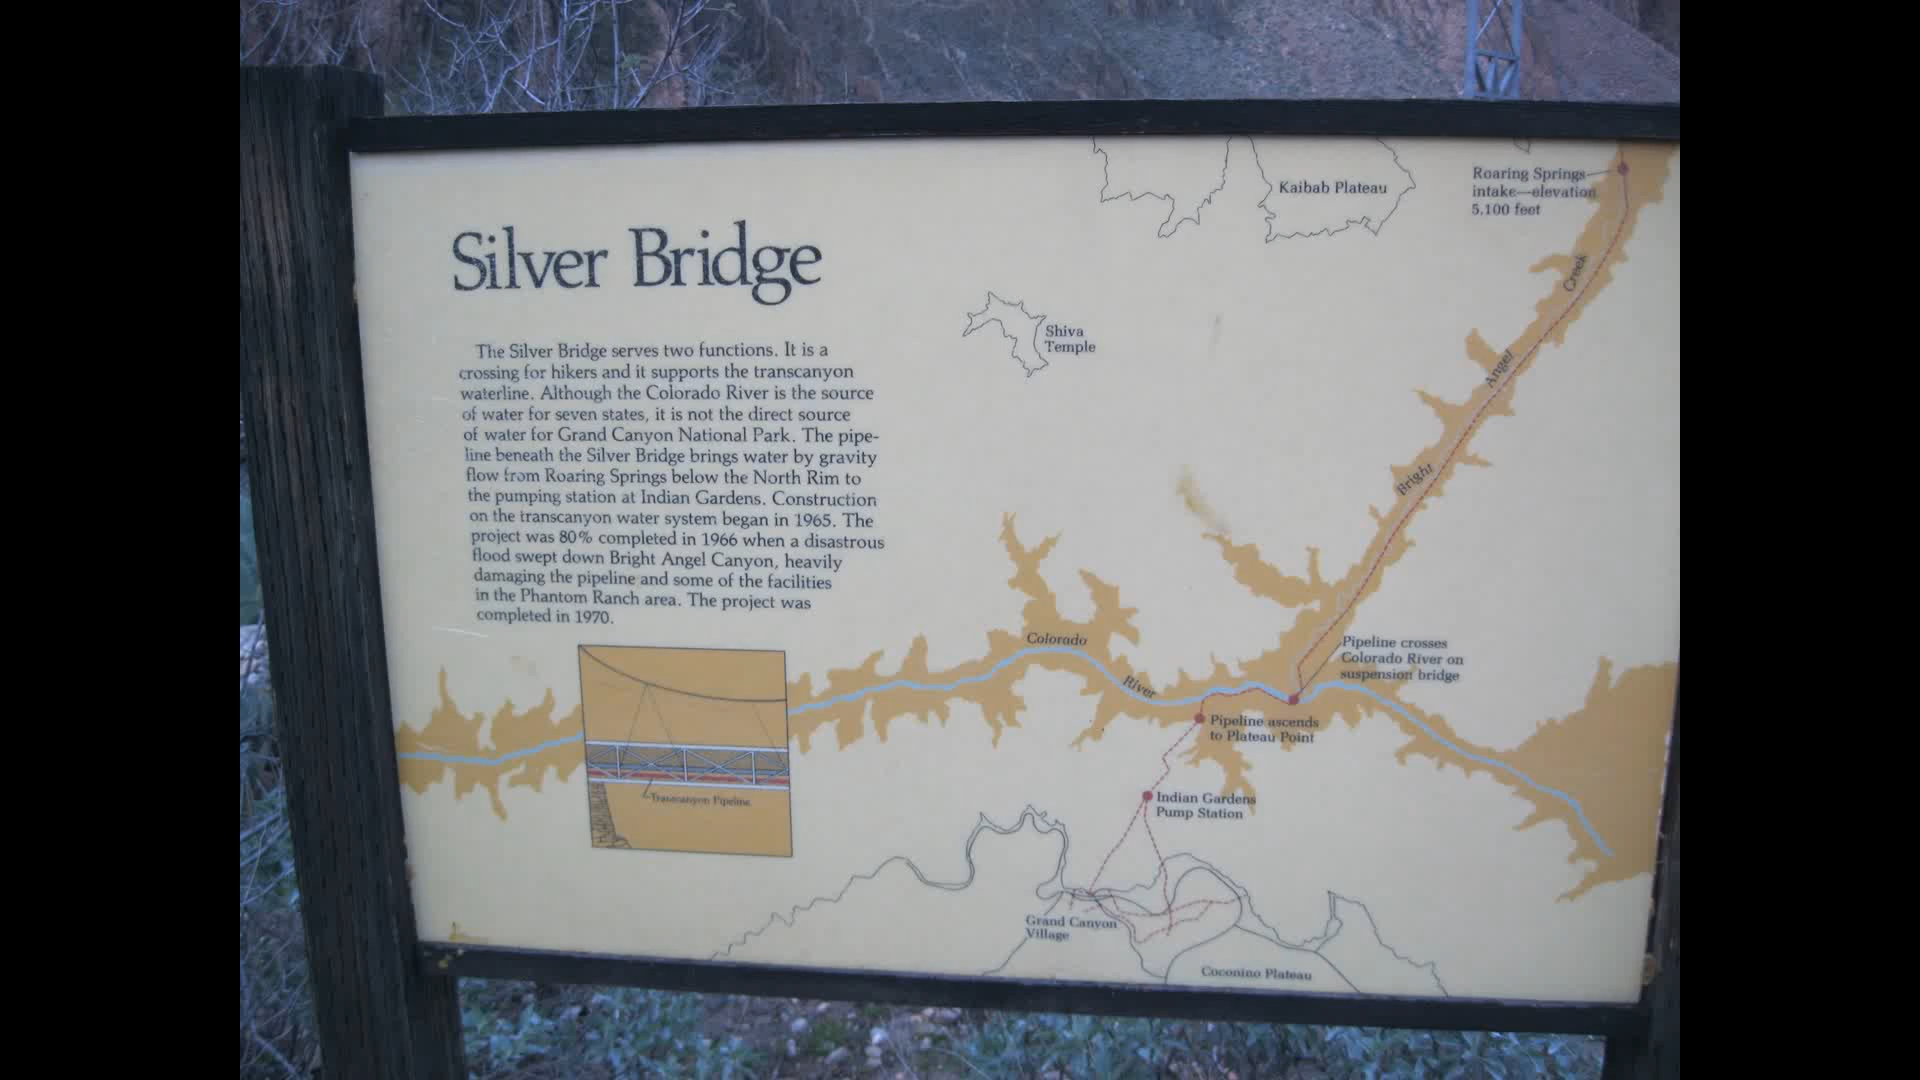 Silver Bridge
The Silver Bridge serves two functions. It is a
crossing for hikers and it supports the transcanyon
waterline. Although the Colorado River is the source
of water for seven states, it is not the direct source
of water for Grand Canyon National Park. The pipe-
line beneath the Silver Bridge brings water by gravity
flow from Roaring Springs below the North Rim to
the pumping station at Indian Gardens. Construction
on the transcanyon water system began in 1965. The
project was 80% completed in 1966 when a disastrous
flood swept down Bright Angel Canyon, heavily
damaging the pipeline and some of the facilities
in the Phantom Ranch area. The project was
completed in 1970.
Transcanyon Pipeline
Kaibab Plateau
Roaring Springs
intake—elevation
5,100 feet
Shiva
Temple
Bright Angel Creek
Colorado River
Pipeline crosses
Colorado River on
suspension bridge
Pipeline ascends
to Plateau Point
Indian Gardens
Pump Station
Grand Canyon
Village
Coconino Plateau